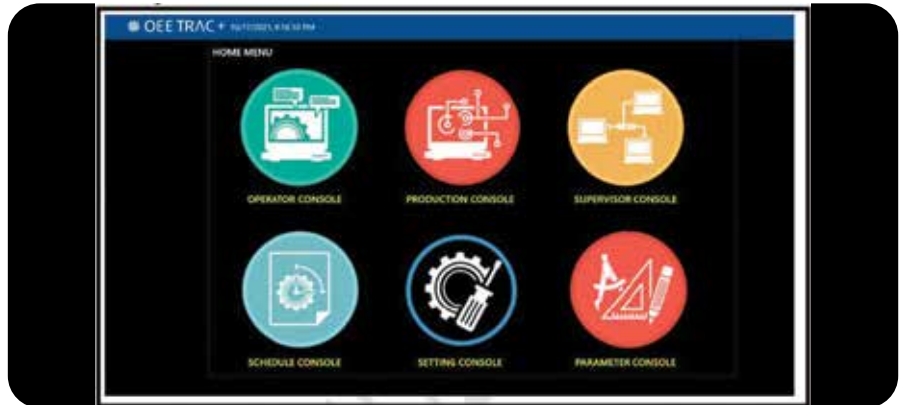 OEE TRAC+
HOME MENU
OPERATOR CONSOLE
PRODUCTION CONSOLE
SUPERVISOR CONSOLE
SCHEDULE CONSOLE
SETTING CONSOLE
PARAMETER CONSOLE